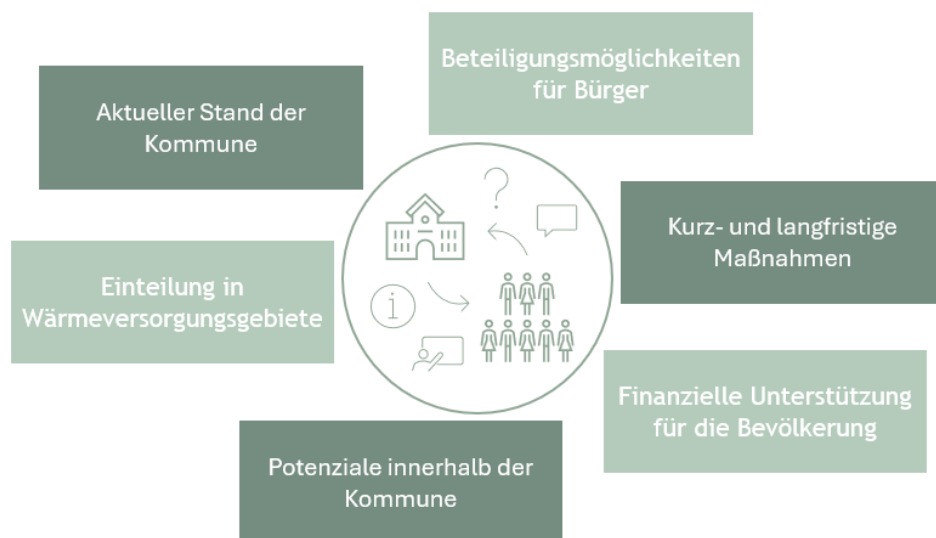 Beteiligungsmöglichkeiten
für Bürger
Aktueller Stand der
Kommune
Kurz- und langfristige
Maßnahmen
Einteilung in
Wärmeversorgungsgebiete
Finanzielle Unterstützung
für die Bevölkerung
Potenziale innerhalb der
Kommune
?
i